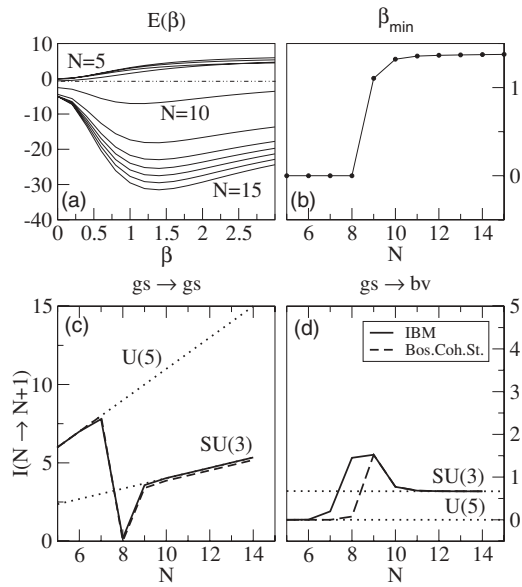 E(β)
10
0
-10
-20
-30
-40
N=5
N=10
N=15
(a)
0
0.5
1
1.5
2
2.5
β
β_min
1
0
(b)
6
8
10
12
14
N
gs → gs
I(N → N+1)
15
10
5
0
(c)
U(5)
SU(3)
6
8
10
12
14
N
gs → bv
(d)
IBM
Bos.Coh.St.
SU(3)
U(5)
5
4
3
2
1
0
6
8
10
12
14
N